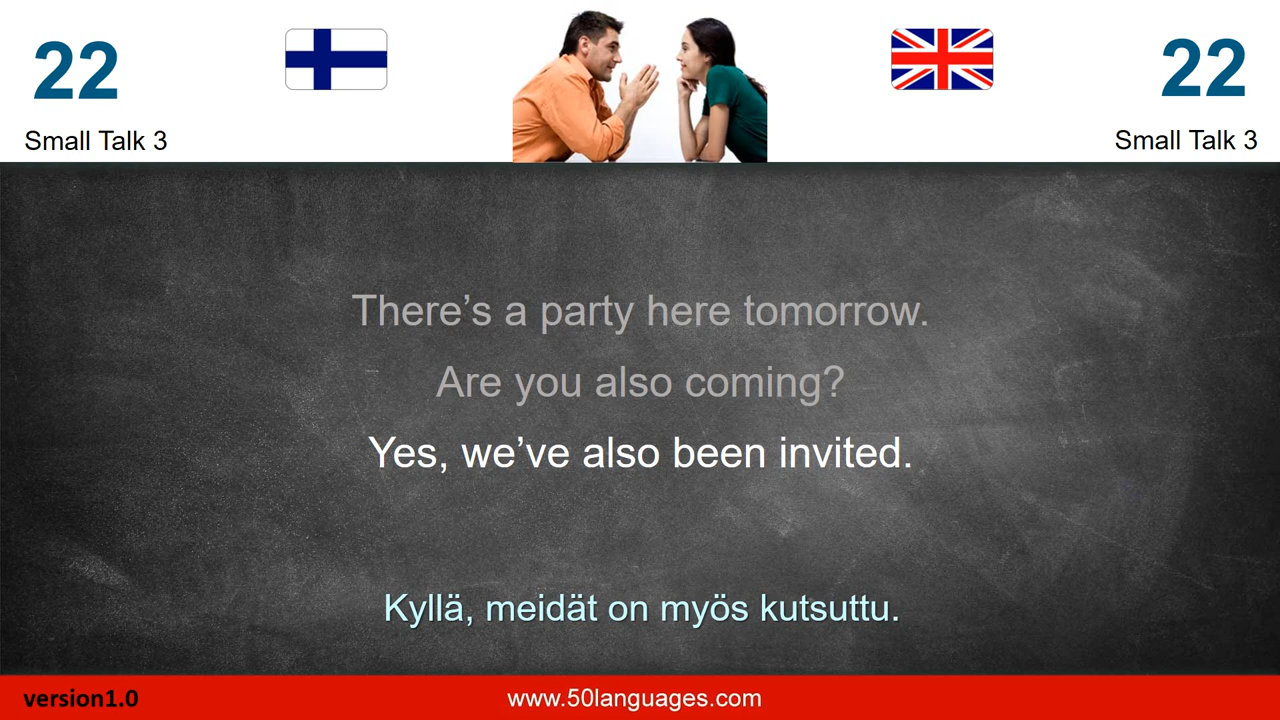 22
22
Small Talk 3
Small Talk 3
There’s a party here tomorrow.
Are you also coming?
Yes, we’ve also been invited.
Kyllä, meidät on myös kutsuttu.
version1.0
www.50languages.com